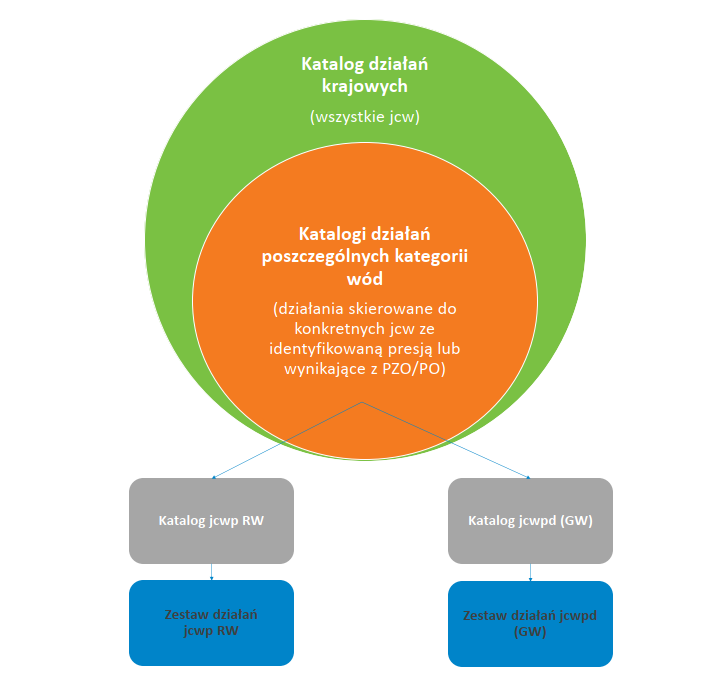 Katalog działań
krajowych
(wszystkie jcw)
Katalogi działań
poszczególnych kategorii
wód
(działania skierowane do
konkretnych jcw ze
identyfikowaną presją lub
wynikające z PZO/PO)
Katalog jcwp RW
Katalog jcwpd (GW)
Zestaw działań
jcwp RW
Zestaw działań jcwpd
(GW)